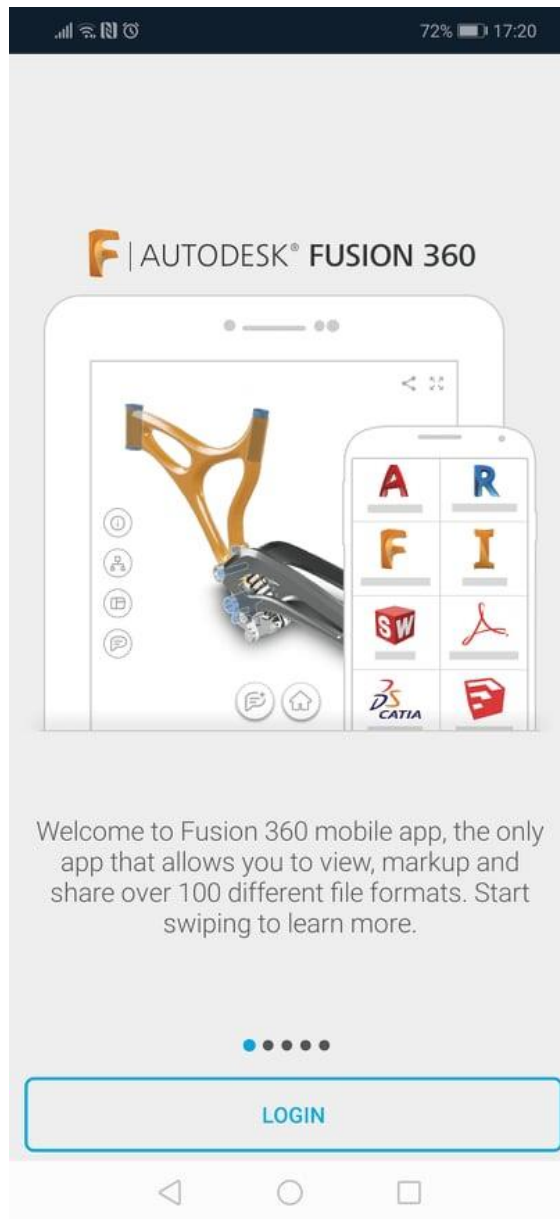 72% 17:20
F | AUTODESK® FUSION 360
A R
F I
SW
DS
CATIA
Welcome to Fusion 360 mobile app, the only
app that allows you to view, markup and
share over 100 different file formats. Start
swiping to learn more.
LOGIN